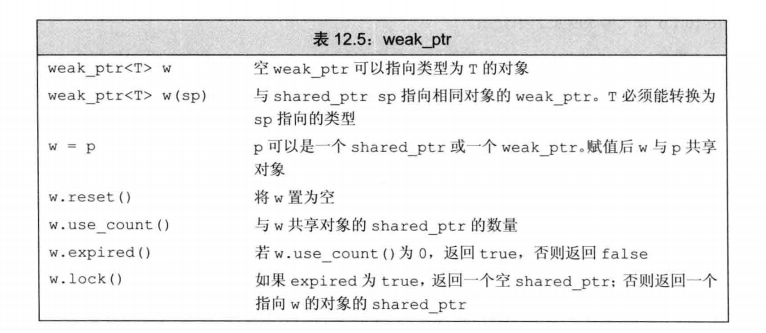 表 12.5：weak_ptr
weak_ptr<T> w 空 weak_ptr 可以指向类型为 T 的对象
weak_ptr<T> w(sp) 与 shared_ptr sp 指向相同对象的 weak_ptr。T 必须能转换为
sp 指向的类型
w = p p 可以是一个 shared_ptr 或一个 weak_ptr。赋值后 w 与 p 共享
对象
w.reset() 将 w 置为空
w.use_count() 与 w 共享对象的 shared_ptr 的数量
w.expired() 若 w.use_count()为 0，返回 true，否则返回 false
w.lock() 如果 expired 为 true，返回一个空 shared_ptr；否则返回一个
指向 w 的对象的 shared_ptr